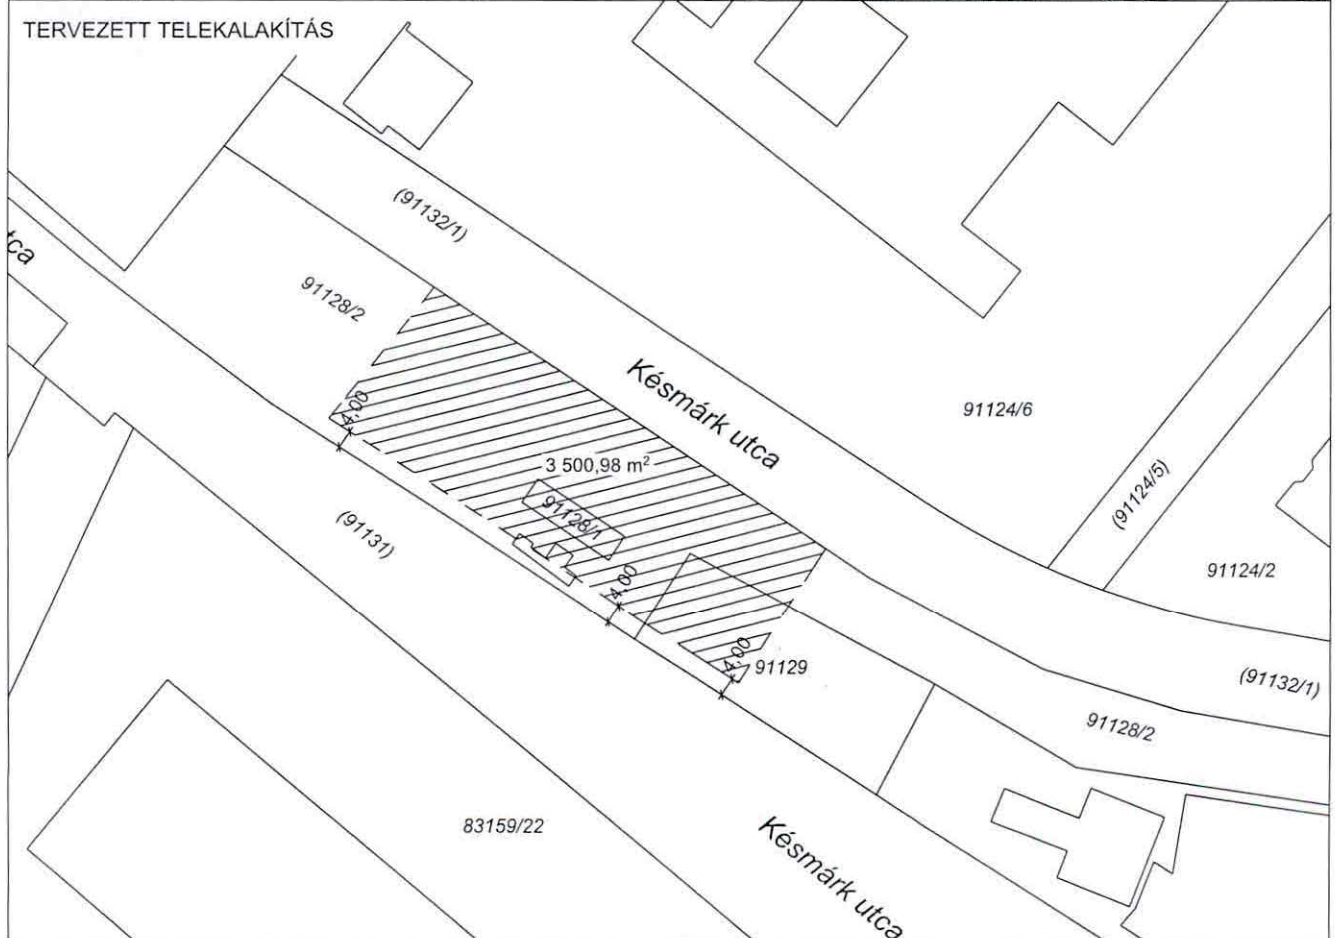 TERVEZETT TELEKALAKÍTÁS
(91132/1)
tca
91128/2
Késmárk utca
91124/6
4,00
3 500,98 m²
(91124/5)
91128/1
(91131)
91124/2
4,00
4,00
91129
(91132/1)
91128/2
83159/22
Késmárk utca